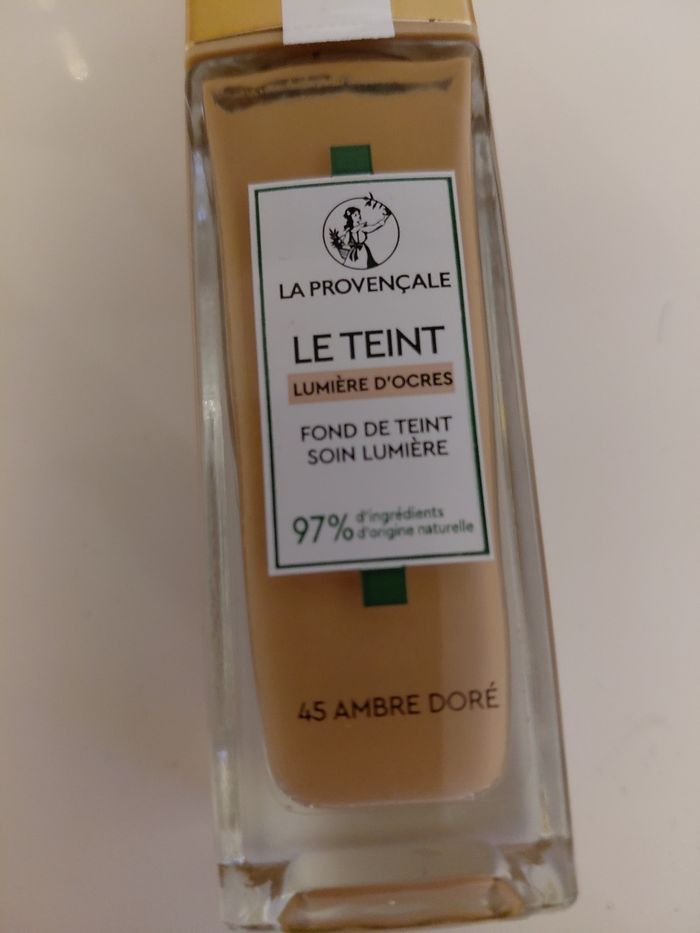 LA PROVENÇALE
LE TEINT
LUMIÈRE D'OCRES
FOND DE TEINT
SOIN LUMIÈRE
97% d'ingrédients
d'origine naturelle
45 AMBRE DORÉ